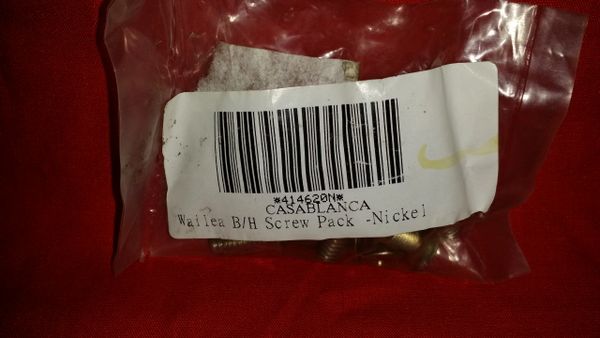 *414620N*
CASABLANCA
Wailea B/H Screw Pack -Nickel